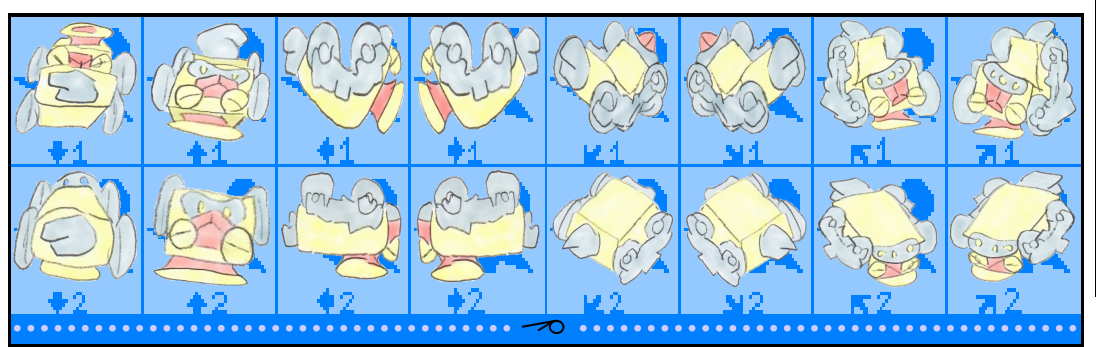 🡇1 🡅1 🡄1 🡆1 🡗1 🡖1 🡔1 🡕1
🡇2 🡅2 🡄2 🡆2 🡗2 🡖2 🡔2 🡕2